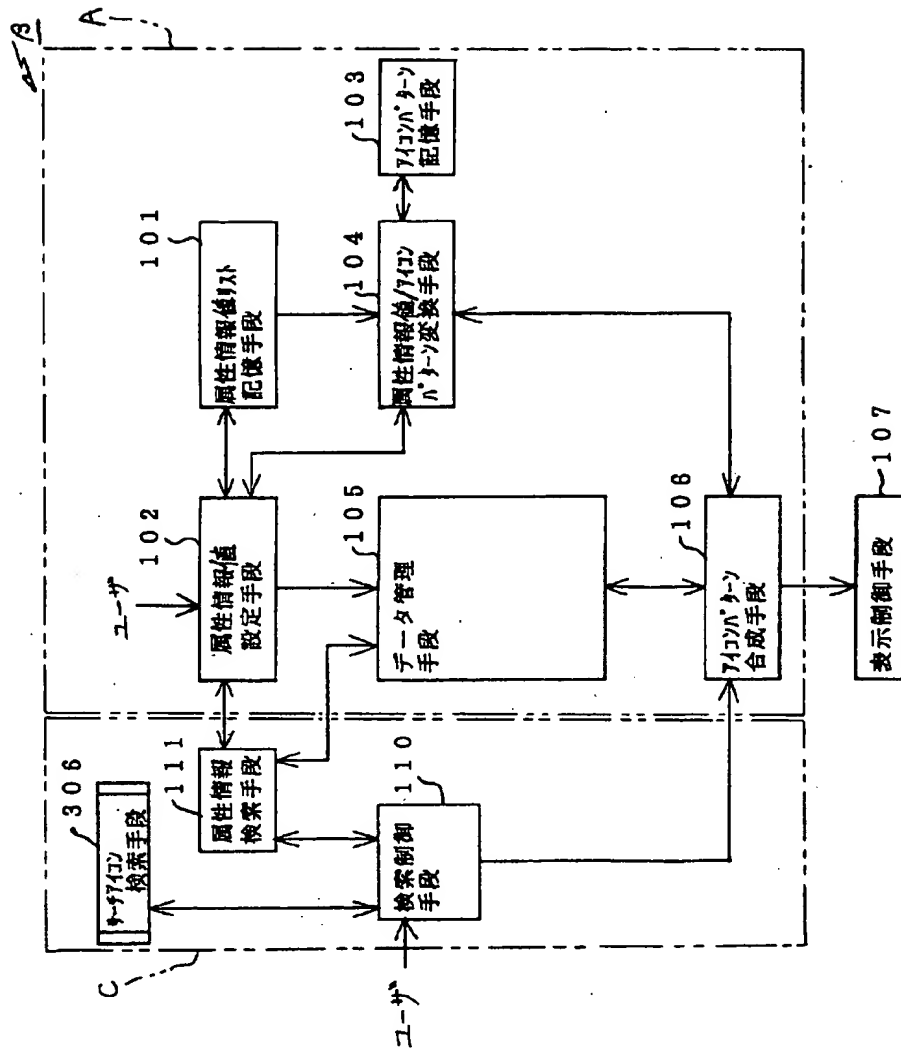 B
A
C
306
サーチアイコン
検索手段
ユーザ
102
101
111
属性情報/値
設定手段
属性情報値リスト
記憶手段
属性情報
検索手段
105
104
103
110
ユーザ
検索制御
手段
データ管理
手段
属性情報値/アイコン
パターン変換手段
アイコンパターン
記憶手段
106
アイコンパターン
合成手段
107
表示制御手段